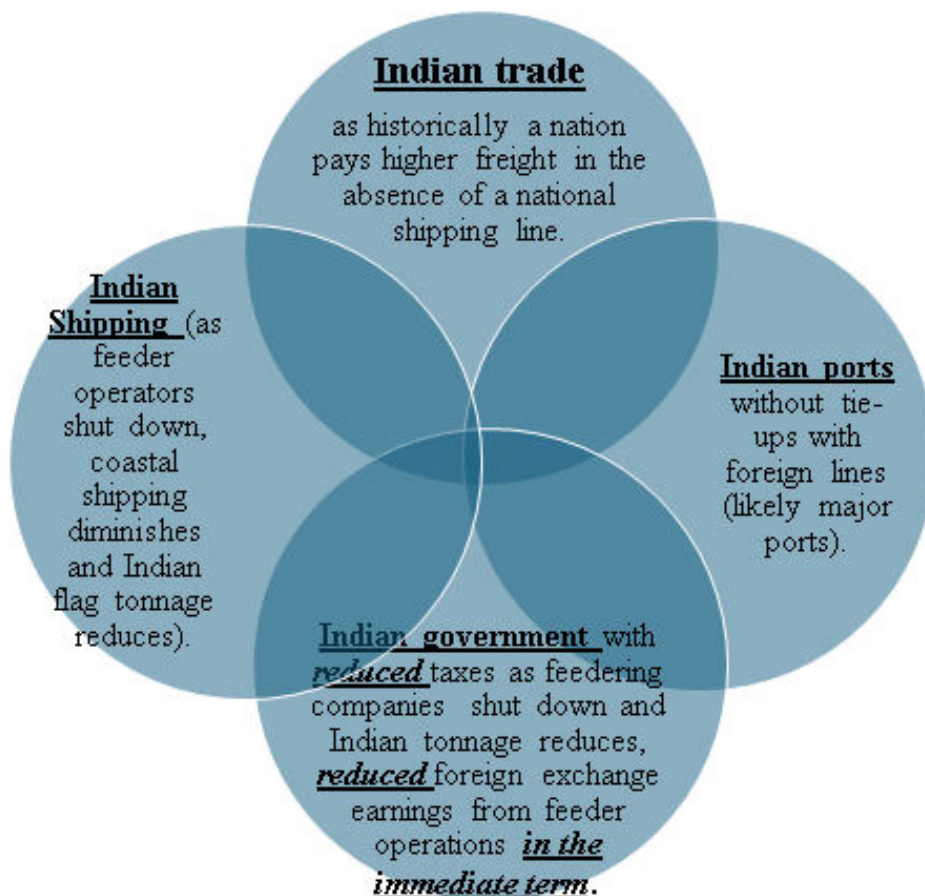 Indian trade
as historically a nation
pays higher freight in the
absence of a national
shipping line.
Indian
Shipping (as
feeder
operators
shut down,
coastal
shipping
diminishes
and Indian
flag tonnage
reduces).
Indian ports
without tie-
ups with
foreign lines
(likely major
ports).
Indian government with
reduced taxes as feedering
companies shut down and
Indian tonnage reduces,
reduced foreign exchange
earnings from feeder
operations in the
immediate term.